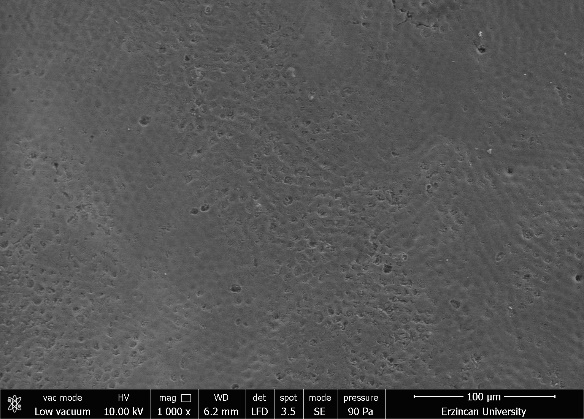 vac mode HV mag WD det spot mode pressure 100 µm
Low vacuum 10.00 kV 1 000 x 6.2 mm LFD 3.5 SE 90 Pa Erzincan University